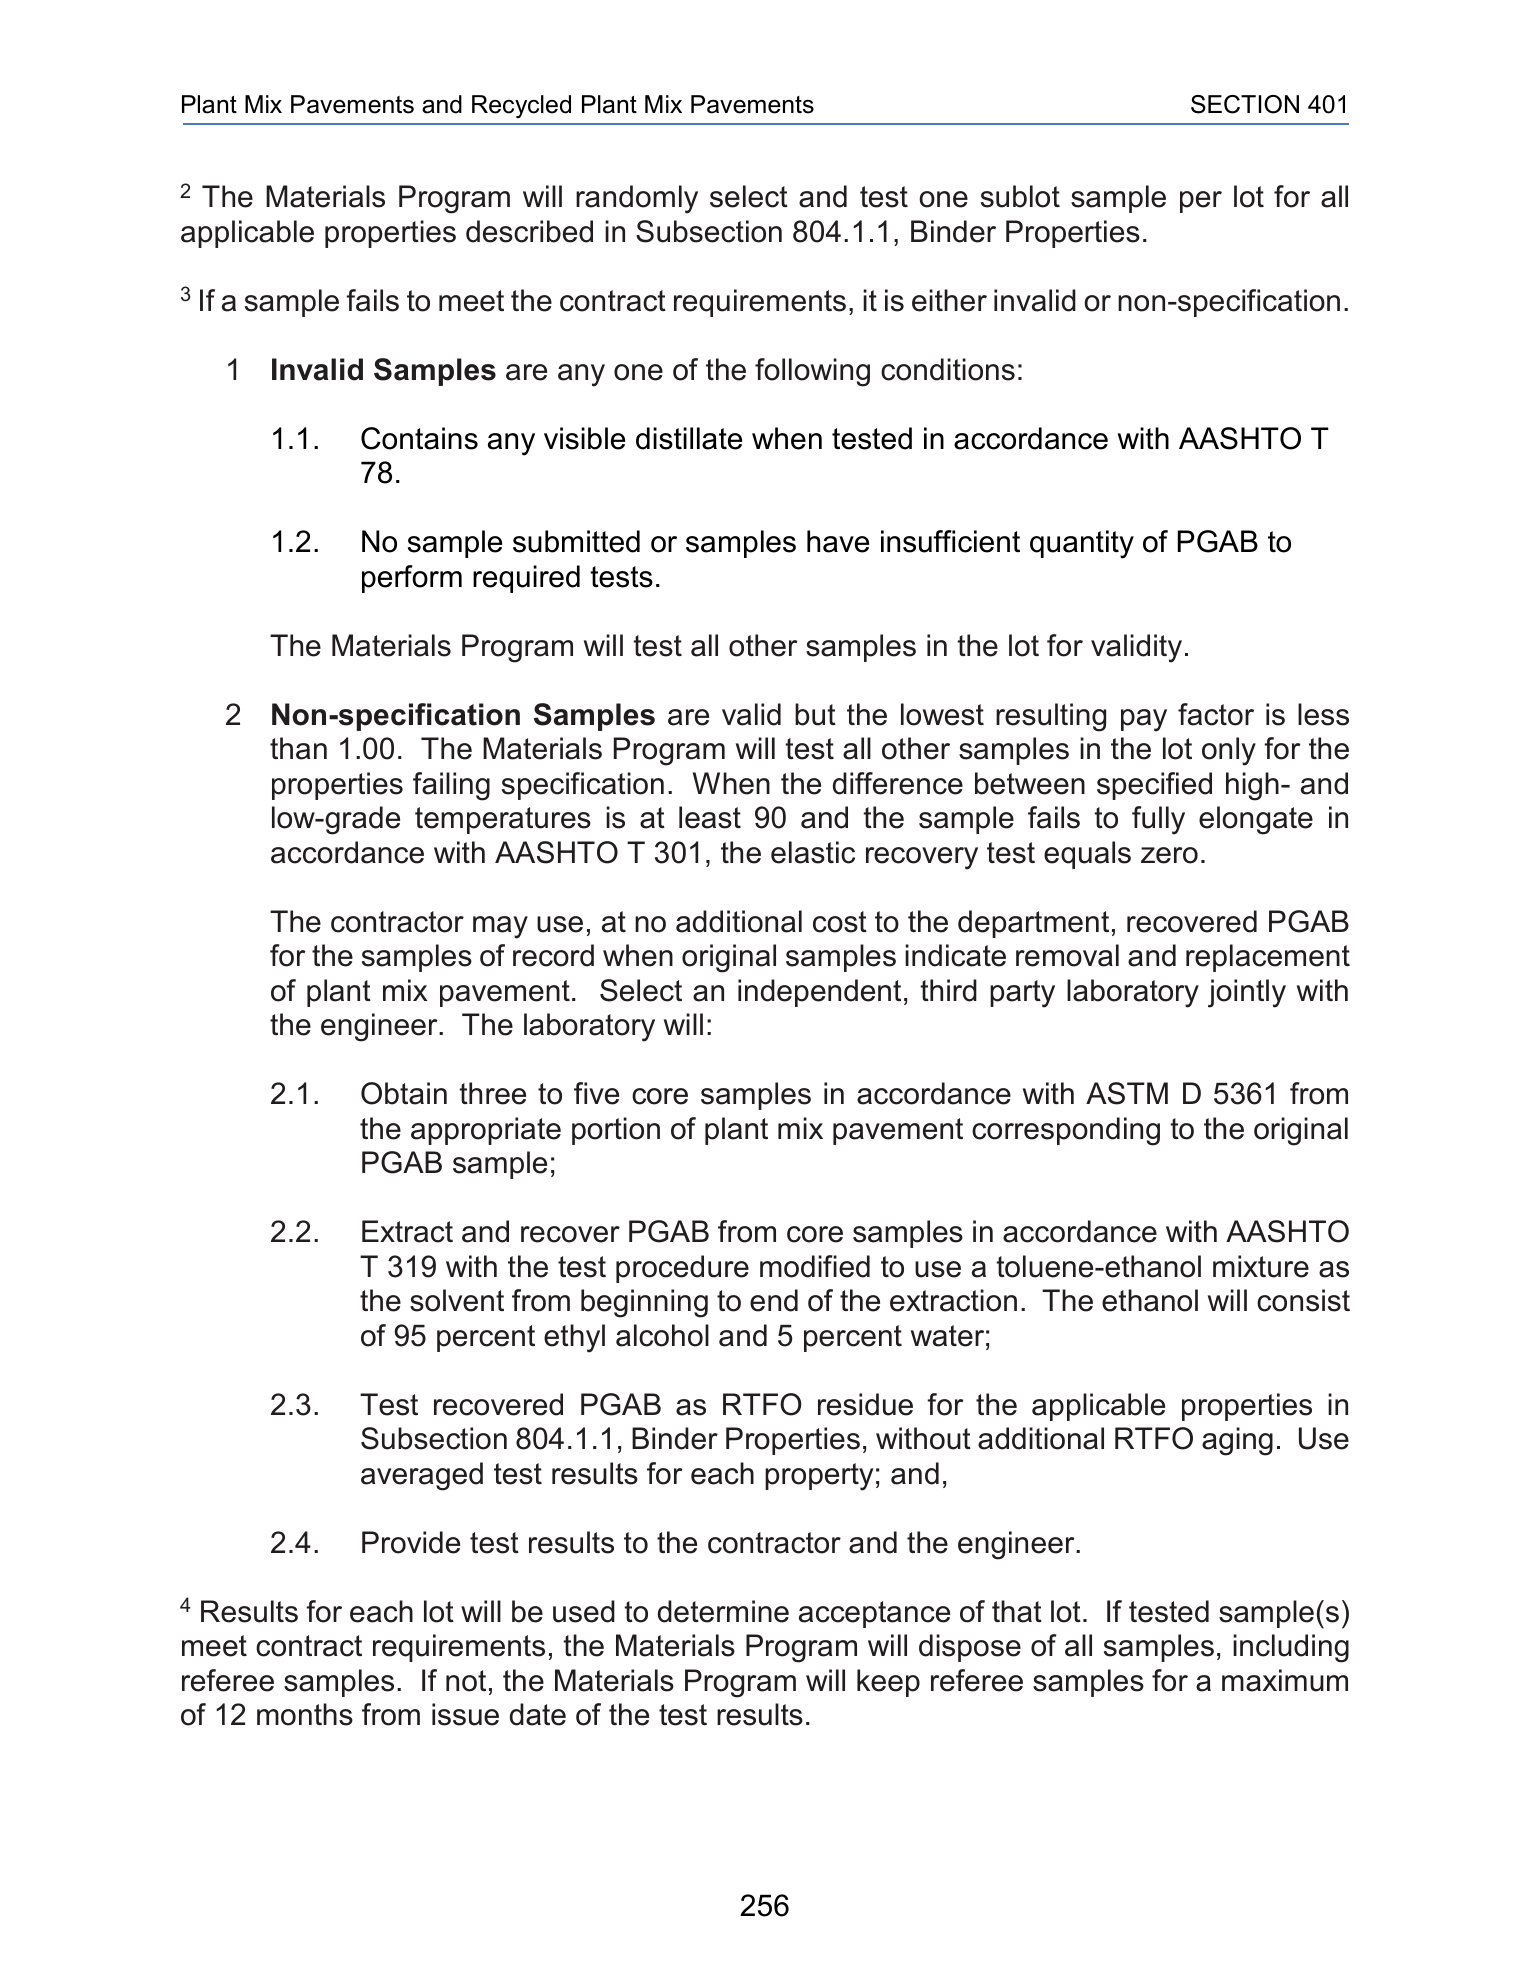 Plant Mix Pavements and Recycled Plant Mix Pavements SECTION 401
2 The Materials Program will randomly select and test one sublot sample per lot for all
applicable properties described in Subsection 804.1.1, Binder Properties.
3 If a sample fails to meet the contract requirements, it is either invalid or non-specification.
1 Invalid Samples are any one of the following conditions:
1.1. Contains any visible distillate when tested in accordance with AASHTO T
78.
1.2. No sample submitted or samples have insufficient quantity of PGAB to
perform required tests.
The Materials Program will test all other samples in the lot for validity.
2 Non-specification Samples are valid but the lowest resulting pay factor is less
than 1.00. The Materials Program will test all other samples in the lot only for the
properties failing specification. When the difference between specified high- and
low-grade temperatures is at least 90 and the sample fails to fully elongate in
accordance with AASHTO T 301, the elastic recovery test equals zero.
The contractor may use, at no additional cost to the department, recovered PGAB
for the samples of record when original samples indicate removal and replacement
of plant mix pavement. Select an independent, third party laboratory jointly with
the engineer. The laboratory will:
2.1. Obtain three to five core samples in accordance with ASTM D 5361 from
the appropriate portion of plant mix pavement corresponding to the original
PGAB sample;
2.2. Extract and recover PGAB from core samples in accordance with AASHTO
T 319 with the test procedure modified to use a toluene-ethanol mixture as
the solvent from beginning to end of the extraction. The ethanol will consist
of 95 percent ethyl alcohol and 5 percent water;
2.3. Test recovered PGAB as RTFO residue for the applicable properties in
Subsection 804.1.1, Binder Properties, without additional RTFO aging. Use
averaged test results for each property; and,
2.4. Provide test results to the contractor and the engineer.
4 Results for each lot will be used to determine acceptance of that lot. If tested sample(s)
meet contract requirements, the Materials Program will dispose of all samples, including
referee samples. If not, the Materials Program will keep referee samples for a maximum
of 12 months from issue date of the test results.
256